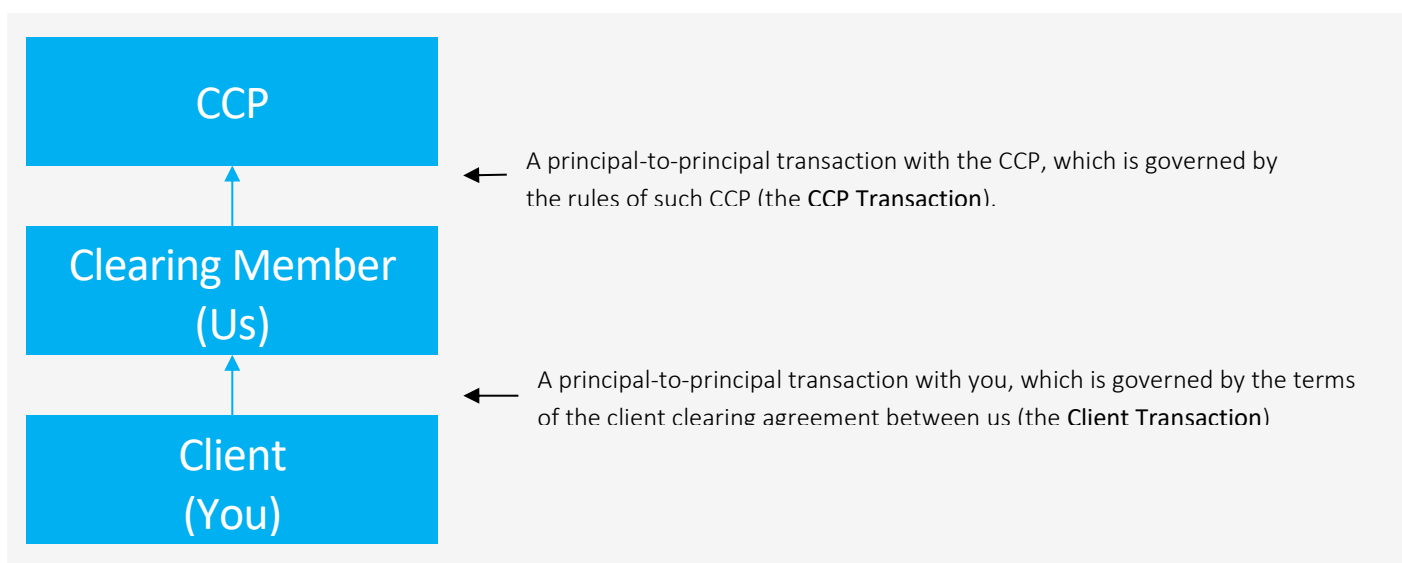 CCP
A principal-to-principal transaction with the CCP, which is governed by
the rules of such CCP (the CCP Transaction).
Clearing Member
(Us)
A principal-to-principal transaction with you, which is governed by the terms
of the client clearing agreement between us (the Client Transaction)
Client
(You)